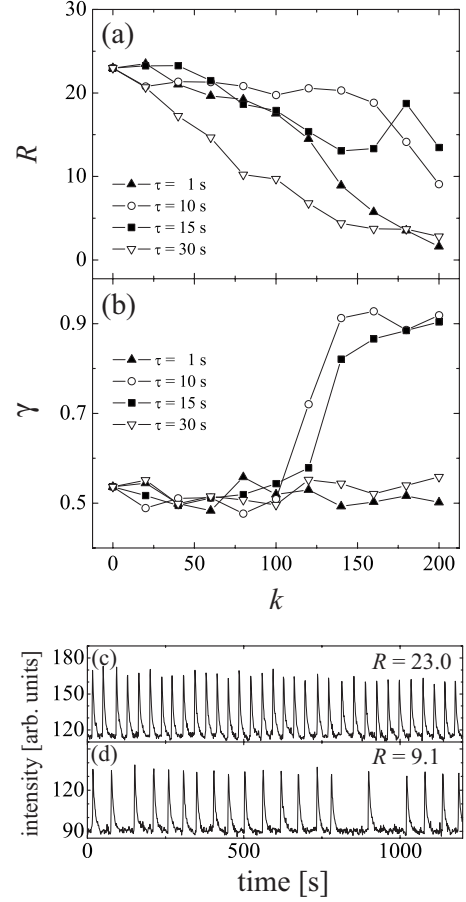 30
(a)
20
R
10
τ = 1 s
τ = 10 s
τ = 15 s
τ = 30 s
0
(b)
0.9
τ = 1 s
τ = 10 s
τ = 15 s
τ = 30 s
γ
0.7
0.5
0 50 100 150 200
k
180
(c)
R = 23.0
150
120
(d)
R = 9.1
120
90
intensity [arb. units]
0 500 1000
time [s]